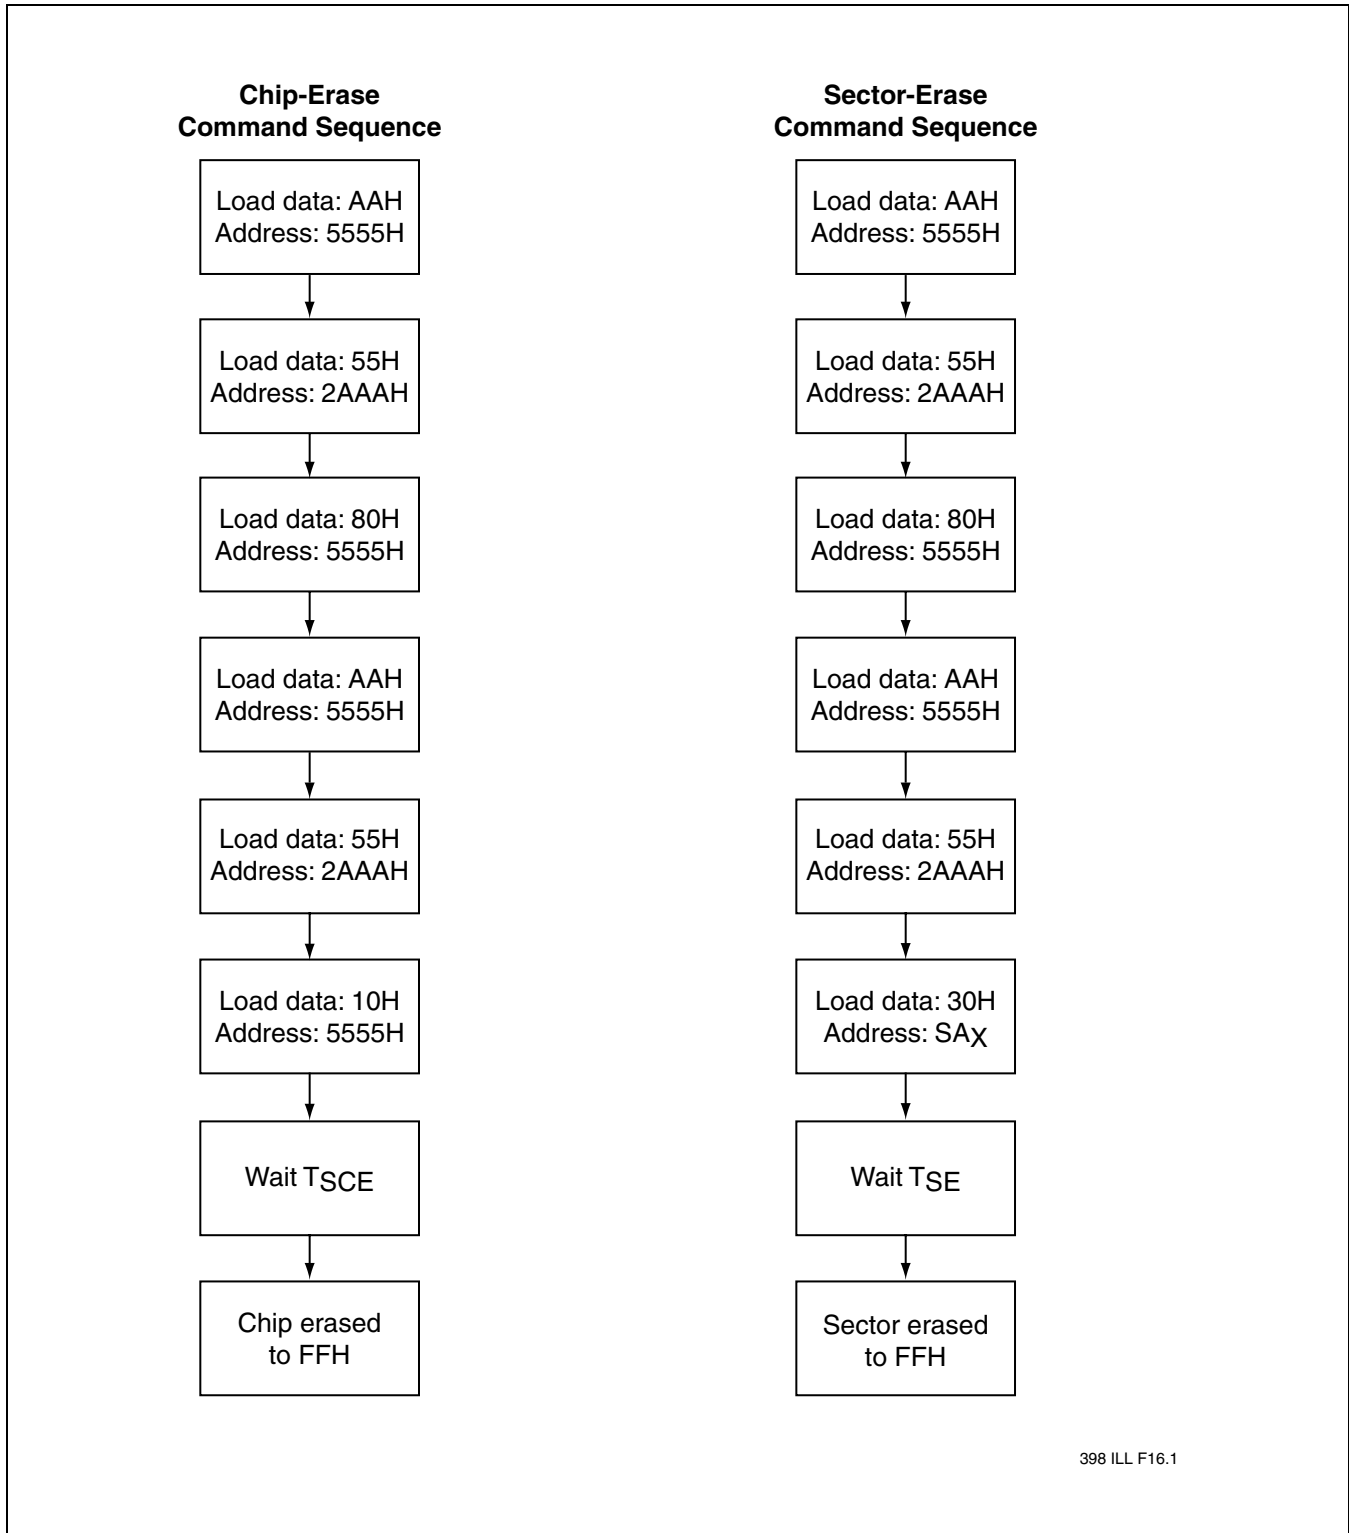 Chip-Erase
Command Sequence
Load data: AAH
Address: 5555H
Load data: 55H
Address: 2AAAH
Load data: 80H
Address: 5555H
Load data: AAH
Address: 5555H
Load data: 55H
Address: 2AAAH
Load data: 10H
Address: 5555H
Wait TSCE
Chip erased
to FFH
Sector-Erase
Command Sequence
Load data: AAH
Address: 5555H
Load data: 55H
Address: 2AAAH
Load data: 80H
Address: 5555H
Load data: AAH
Address: 5555H
Load data: 55H
Address: 2AAAH
Load data: 30H
Address: SAX
Wait TSE
Sector erased
to FFH
398 ILL F16.1